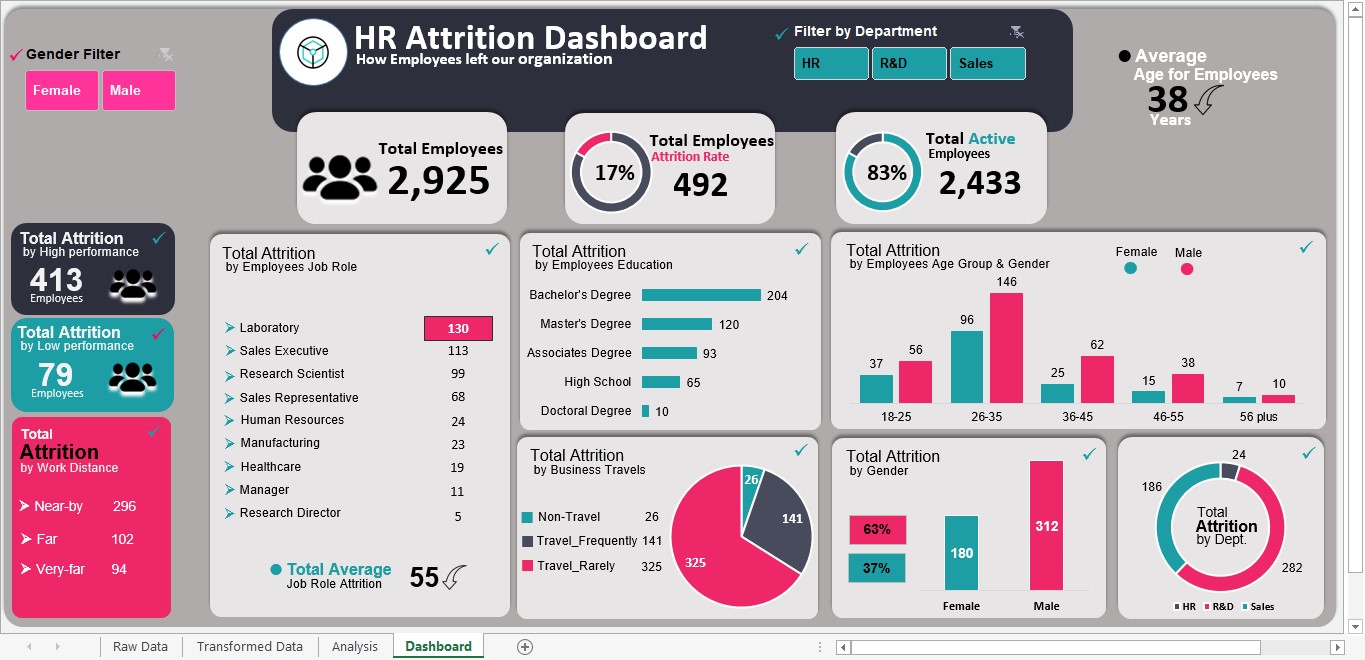 Gender Filter
Female
Male
HR Attrition Dashboard
How Employees left our organization
Filter by Department
HR
R&D
Sales
Average
Age for Employees
38
Years
Total Employees
2,925
17%
Total Employees
Attrition Rate
492
83%
Total Active
Employees
2,433
Total Attrition
by High performance
413
Employees
Total Attrition
by Low performance
79
Employees
Total
Attrition
by Work Distance
Near-by 296
Far 102
Very-far 94
Total Attrition
by Employees Job Role
Laboratory 130
Sales Executive 113
Research Scientist 99
Sales Representative 68
Human Resources 24
Manufacturing 23
Healthcare 19
Manager 11
Research Director 5
Total Average
Job Role Attrition
55
Total Attrition
by Employees Education
Bachelor's Degree 204
Master's Degree 120
Associates Degree 93
High School 65
Doctoral Degree 10
Total Attrition
by Employees Age Group & Gender
Female Male
37 56 96 146 25 62 15 38 7 10
18-25 26-35 36-45 46-55 56 plus
Total Attrition
by Business Travels
Non-Travel 26
Travel_Frequently 141
Travel_Rarely 325
26
141
325
Total Attrition
by Gender
63%
37%
180
312
Female Male
24
186
282
Total
Attrition
by Dept.
HR R&D Sales
Raw Data Transformed Data Analysis Dashboard